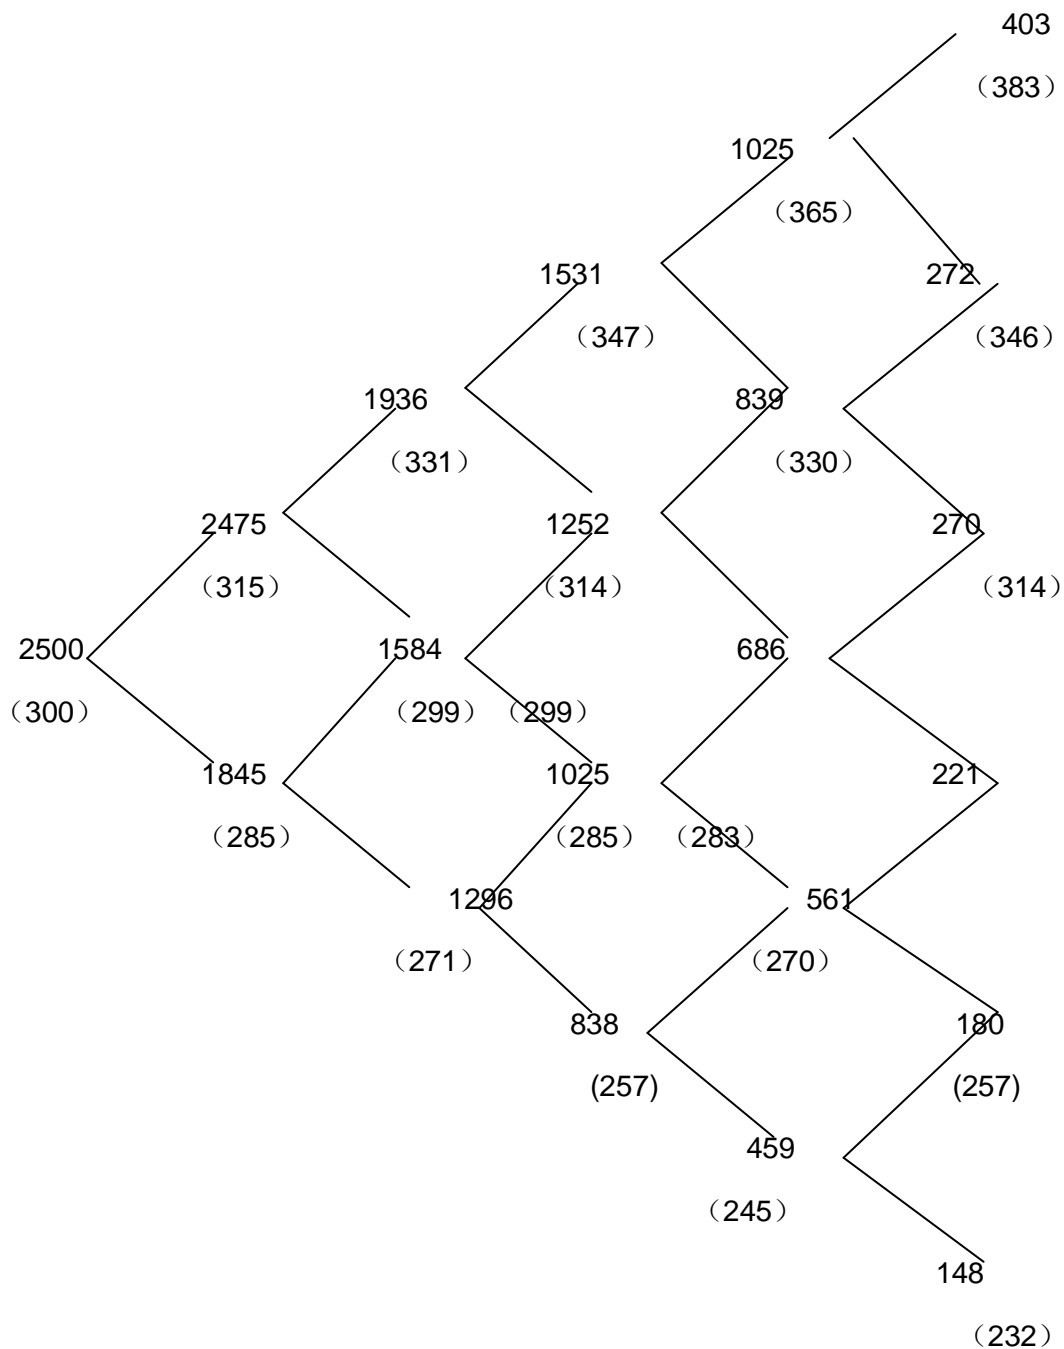 403
（383）
1025
（365）
1531 272
（347） （346）
1936 839
（331） （330）
2475 1252 270
（315） （314） （314）
2500 1584 686
（300） （299） （299）
1845 1025 221
（285） （285） （283）
1296 561
（271） （270）
838 180
(257) (257)
459
（245）
148
（232）